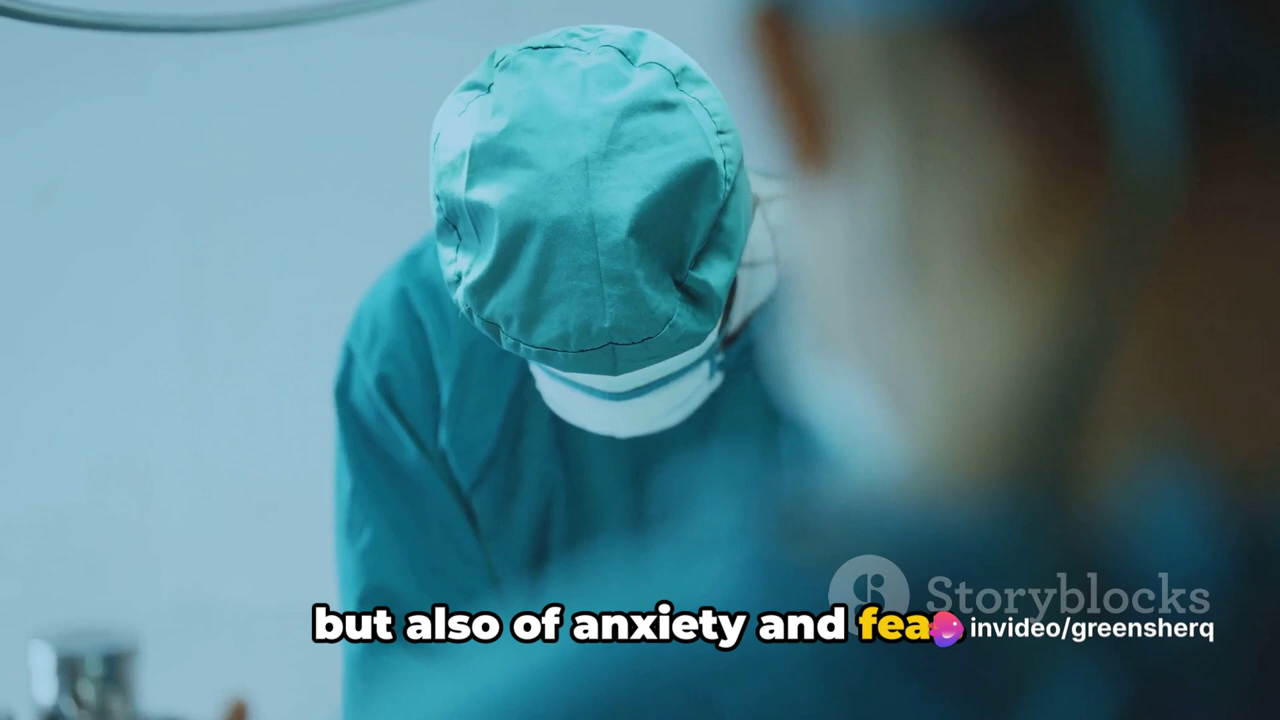 Storyblocks
but also of anxiety and fea
invideo/greensherq